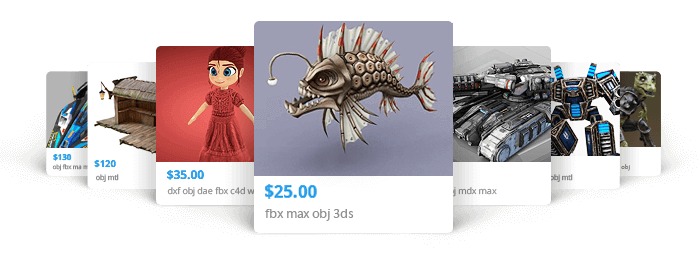 $130
obj fbx ma m
$120
obj mtl
$35.00
dxf obj dae fbx c4d w
$25.00
fbx max obj 3ds
obj mdx max
obj mtl
obj